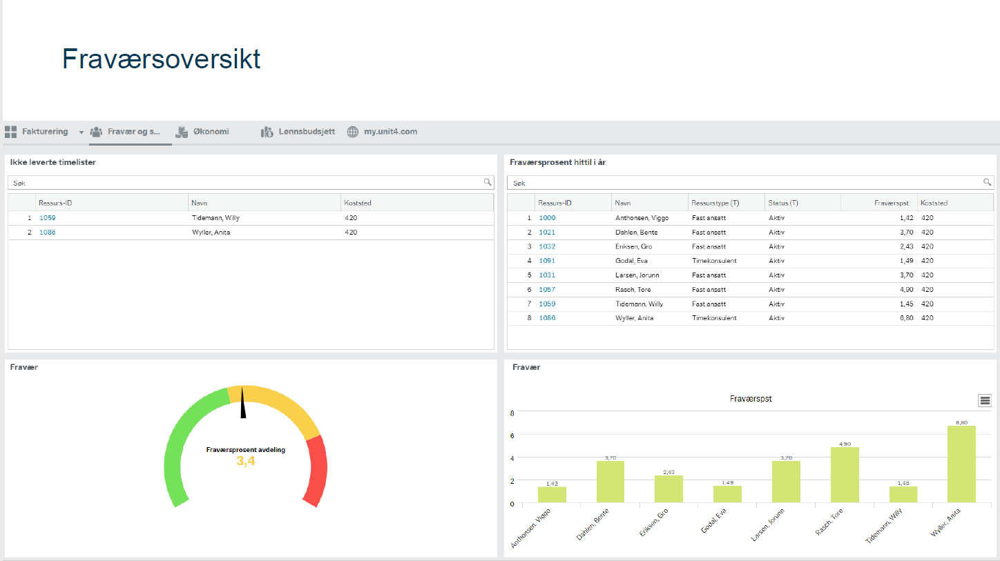 Fraværsoversikt
Fakturering Fravær og s... Økonomi Lønnsbudsjett my.unit4.com
Ikke leverte timelister
Søk
Ressurs-ID Navn Koststed
1 1059 Tidemann, Willy 420
2 1086 Wyller, Anita 420
Fraværsprosent hittil i år
Søk
Ressurs-ID Navn Ressurstype (T) Status (T) Fraværspst Koststed
1 1000 Anthonsen, Viggo Fast ansatt Aktiv 1,42 420
2 1021 Dahlen, Bente Fast ansatt Aktiv 3,70 420
3 1032 Eriksen, Gro Fast ansatt Aktiv 2,43 420
4 1091 Godal, Eva Timekonsulent Aktiv 1,49 420
5 1031 Larsen, Jorunn Fast ansatt Aktiv 3,70 420
6 1057 Rasch, Tore Fast ansatt Aktiv 4,90 420
7 1059 Tidemann, Willy Fast ansatt Aktiv 1,45 420
8 1086 Wyller, Anita Timekonsulent Aktiv 6,80 420
Fravær
Fraværsprosent avdeling
3,4
Fravær
Fraværspst
8
6
4
2
0
1,42 3,70 2,43 1,49 3,70 4,90 1,45 6,80
Anthonsen, Viggo Dahlen, Bente Eriksen, Gro Godal, Eva Larsen, Jorunn Rasch, Tore Tidemann, Willy Wyller, Anita